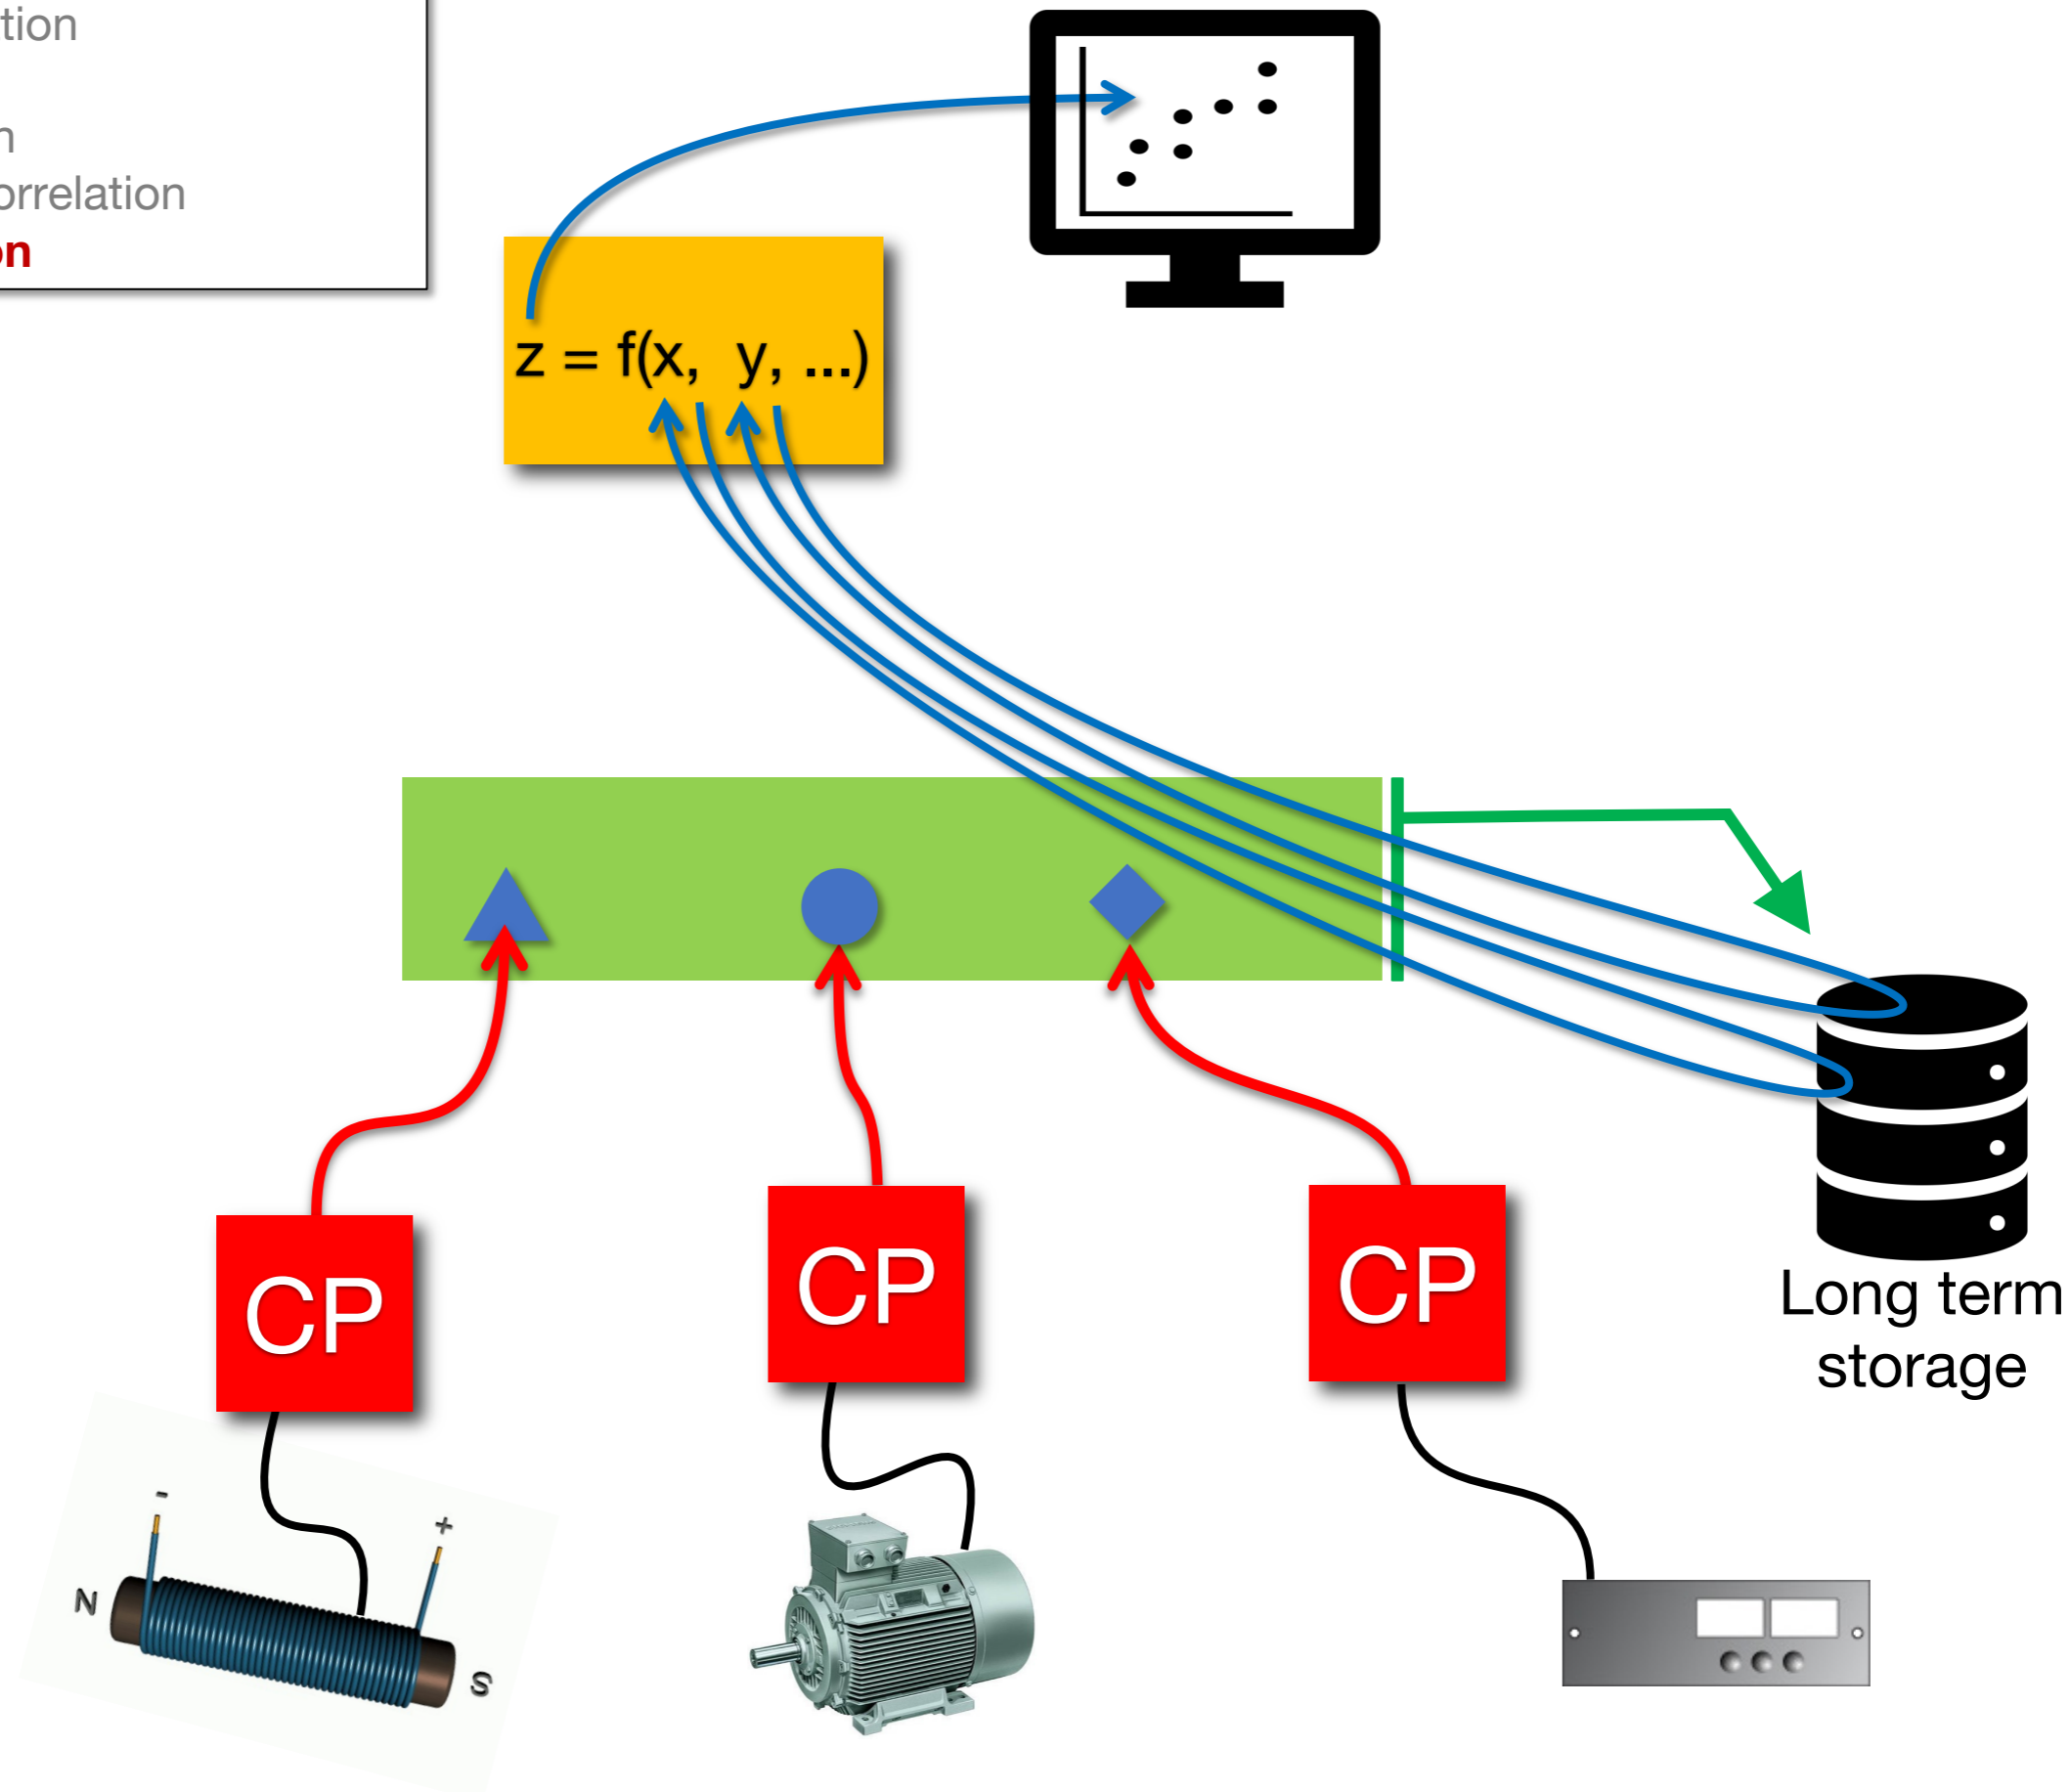 tion
n
orrelation
on
z = f(x, y, ...)
CP
CP
CP
Long term
storage
-
+
N
S